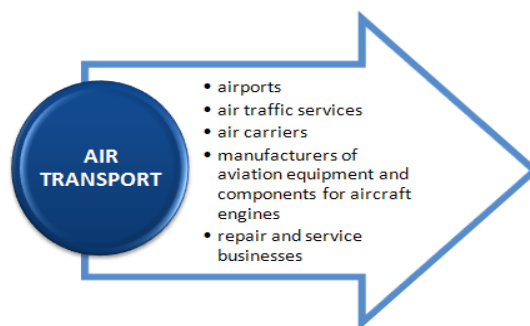 AIR
TRANSPORT
• airports
• air traffic services
• air carriers
• manufacturers of
aviation equipment and
components for aircraft
engines
• repair and service
businesses